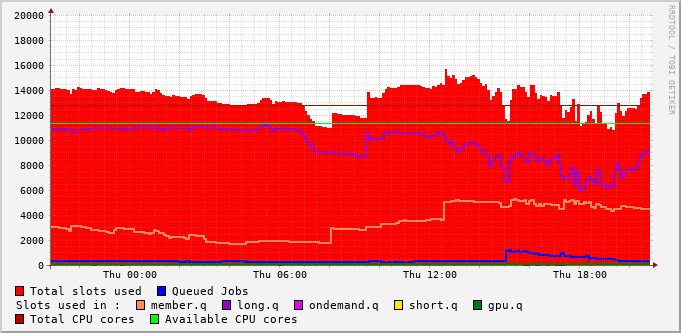 RRDTOOL / TOBI OETIKER
20000
18000
16000
14000
12000
10000
8000
6000
4000
2000
0
Thu 00:00 Thu 06:00 Thu 12:00 Thu 18:00
Total slots used Queued Jobs
Slots used in : member.q long.q ondemand.q short.q gpu.q
Total CPU cores Available CPU cores